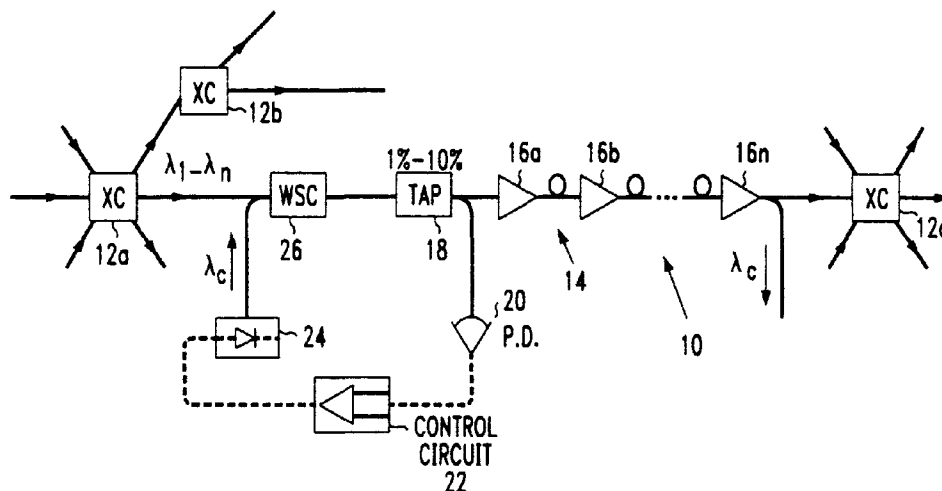 XC
12b
λ1–λn
XC
12a
WSC
26
1%-10%
TAP
18
16a
16b
16n
XC
12c
λc
14
10
λc
24
20
P.D.
CONTROL
CIRCUIT
22